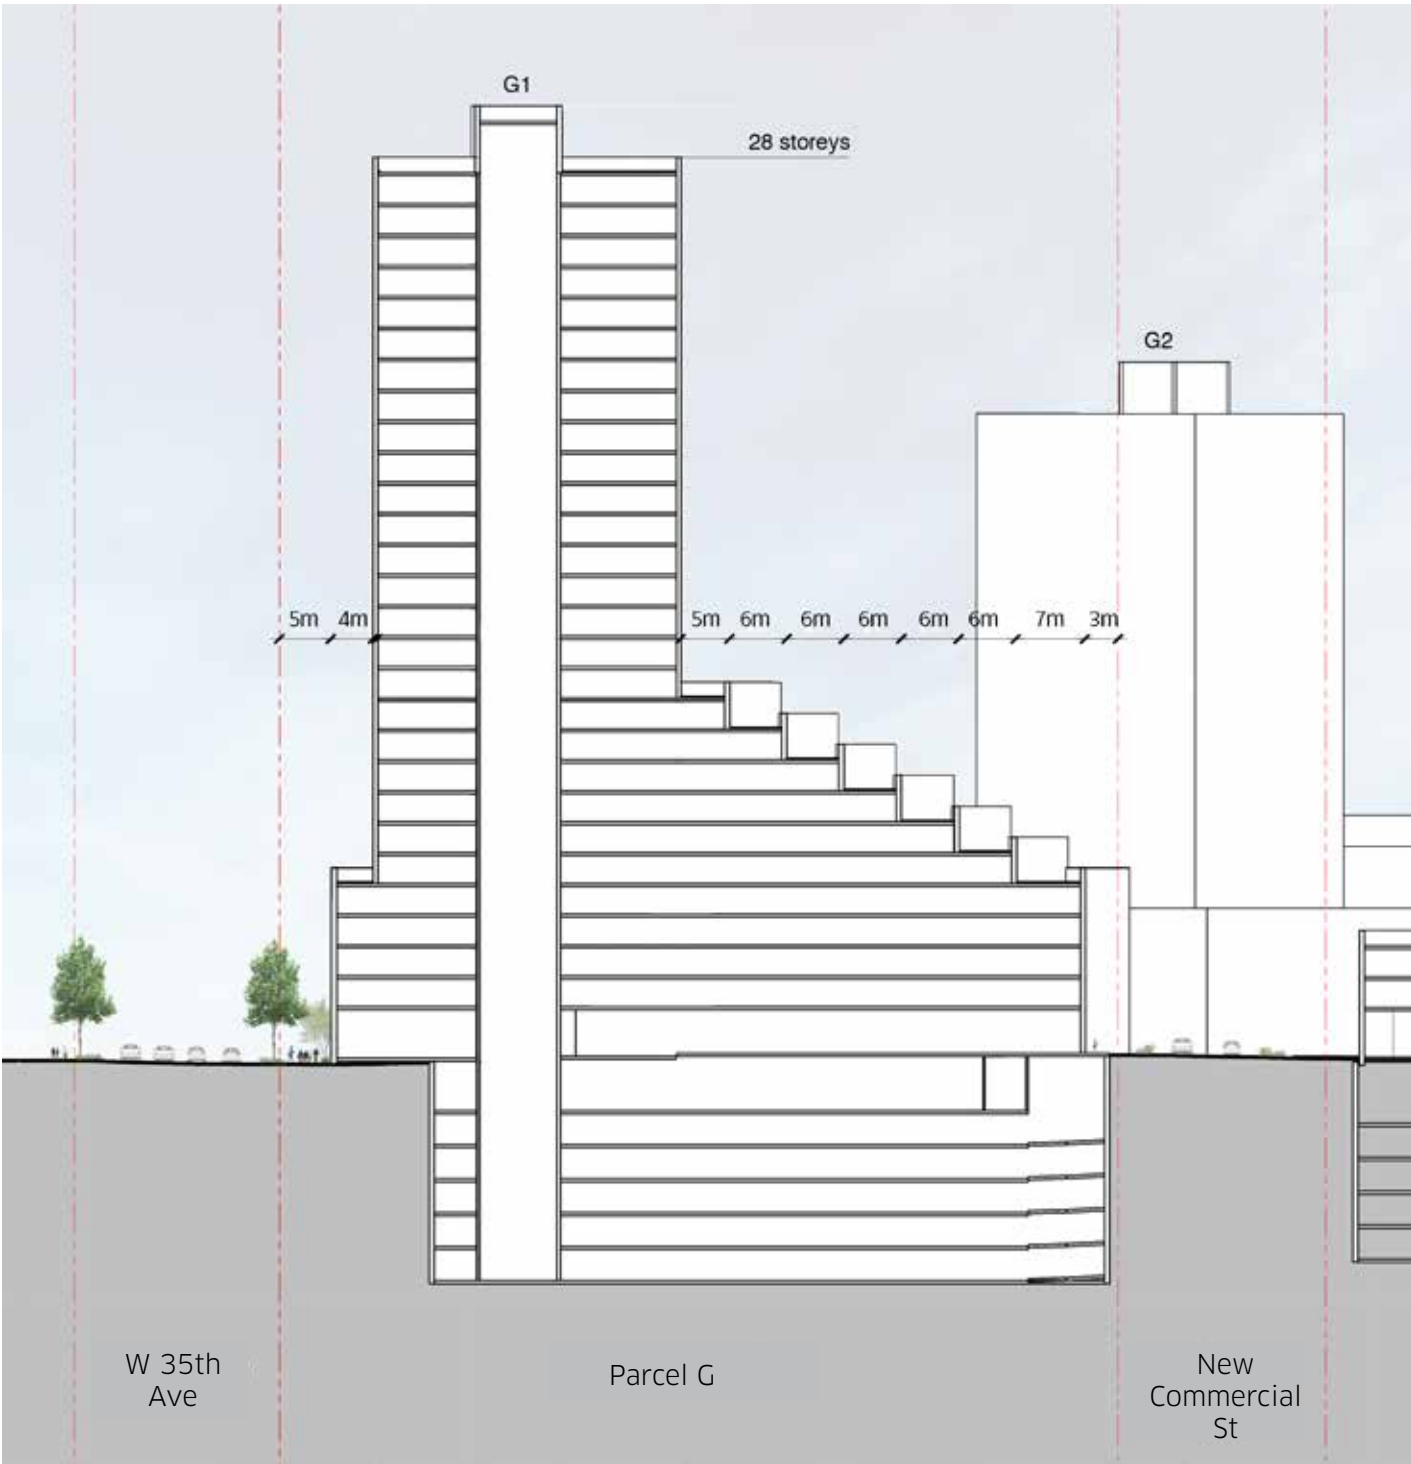 G1
28 storeys
G2
5m 4m 5m 6m 6m 6m 6m 6m 7m 3m
W 35th
Ave
Parcel G
New
Commercial
St